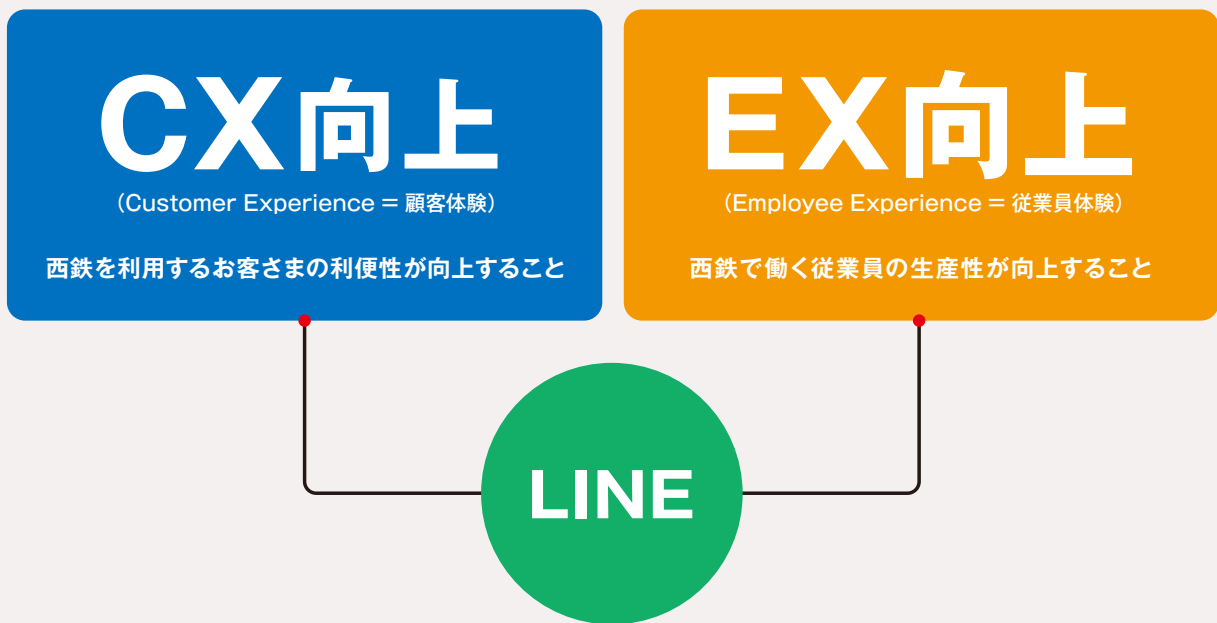 CX向上
（Customer Experience = 顧客体験）
西鉄を利用するお客さまの利便性が向上すること
EX向上
（Employee Experience = 従業員体験）
西鉄で働く従業員の生産性が向上すること
LINE